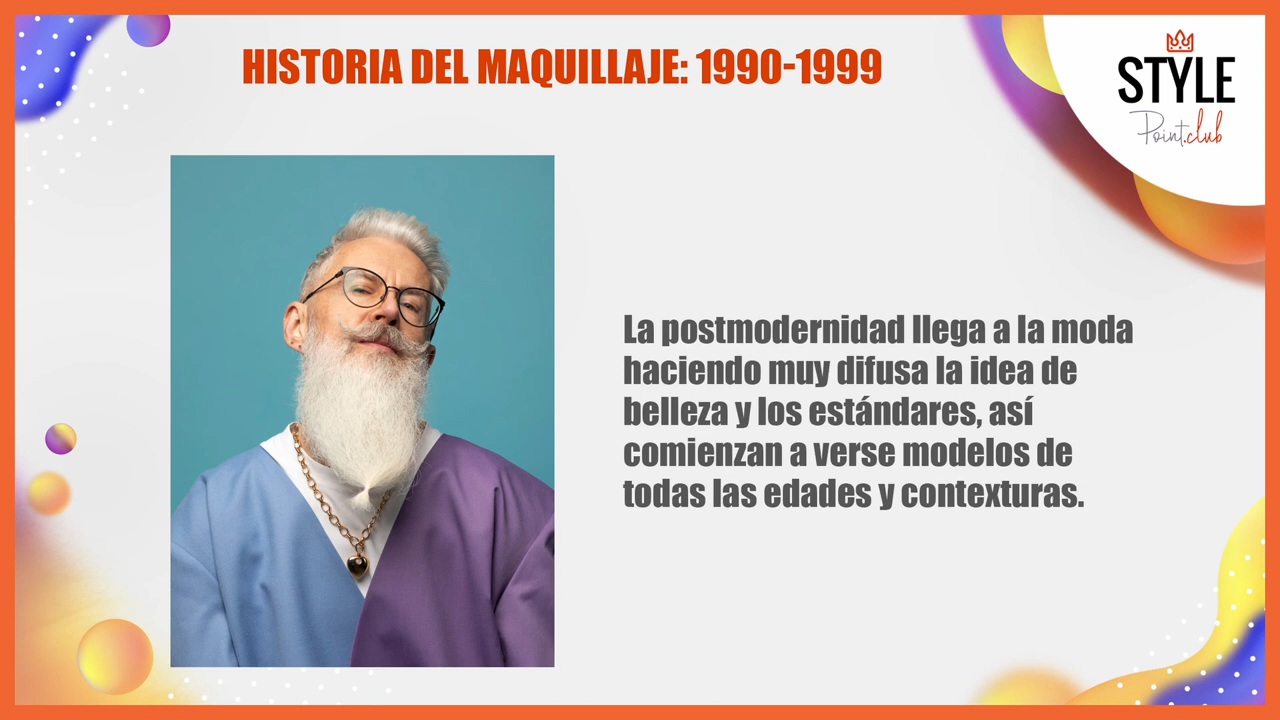 HISTORIA DEL MAQUILLAJE: 1990-1999
STYLE
Point.club
La postmodernidad llega a la moda
haciendo muy difusa la idea de
belleza y los estándares, así
comienzan a verse modelos de
todas las edades y contexturas.